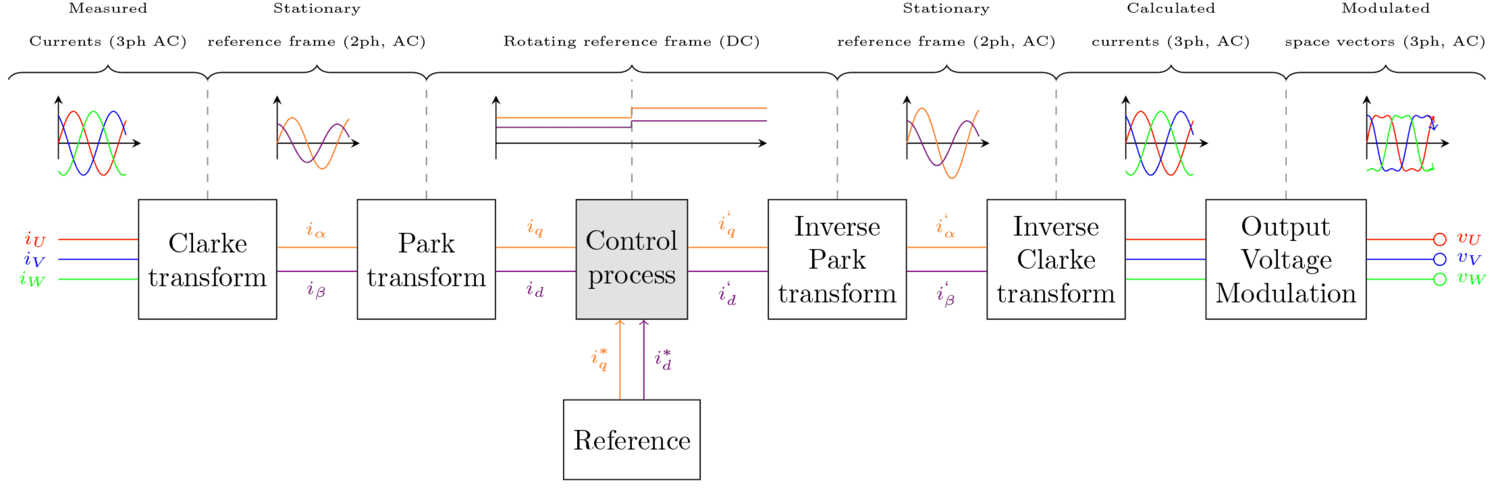 Measured
Currents (3ph AC)
Stationary
reference frame (2ph, AC)
Rotating reference frame (DC)
Stationary
reference frame (2ph, AC)
Calculated
currents (3ph, AC)
Modulated
space vectors (3ph, AC)
i_U
i_V
i_W
Clarke
transform
i_α
i_β
Park
transform
i_q
i_d
Control
process
i_q^‘
i_d^‘
Inverse
Park
transform
i_α^‘
i_β^‘
Inverse
Clarke
transform
Output
Voltage
Modulation
v_U
v_V
v_W
i_q^*
i_d^*
Reference